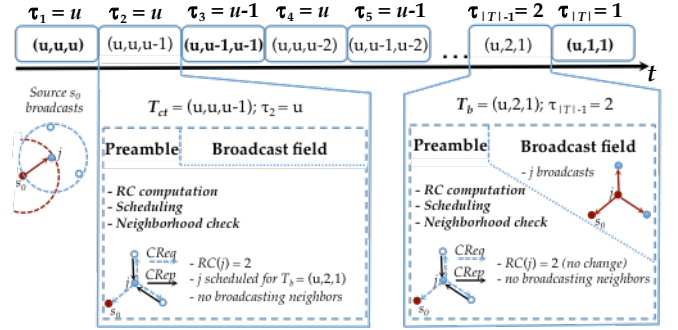 τ₁ = u τ₂ = u τ₃ = u-1 τ₄ = u τ₅ = u-1 τ|T|-1 = 2 τ|T| = 1
(u,u,u) (u,u,u-1) (u,u-1,u-1) (u,u,u-2) (u,u-1,u-2) ... (u,2,1) (u,1,1)
t
Source s₀
broadcasts
j
s₀
T_ct = (u,u,u-1); τ₂ = u
Preamble Broadcast field
- RC computation
- Scheduling
- Neighborhood check
CReq
CRep
j
s₀
- RC(j) = 2
- j scheduled for T_b = (u,2,1)
- no broadcasting neighbors
T_b = (u,2,1); τ|T|-1 = 2
Preamble Broadcast field
- j broadcasts
j
s₀
- RC computation
- Scheduling
- Neighborhood check
CReq
CRep
j
s₀
- RC(j) = 2 (no change)
- no broadcasting neighbors